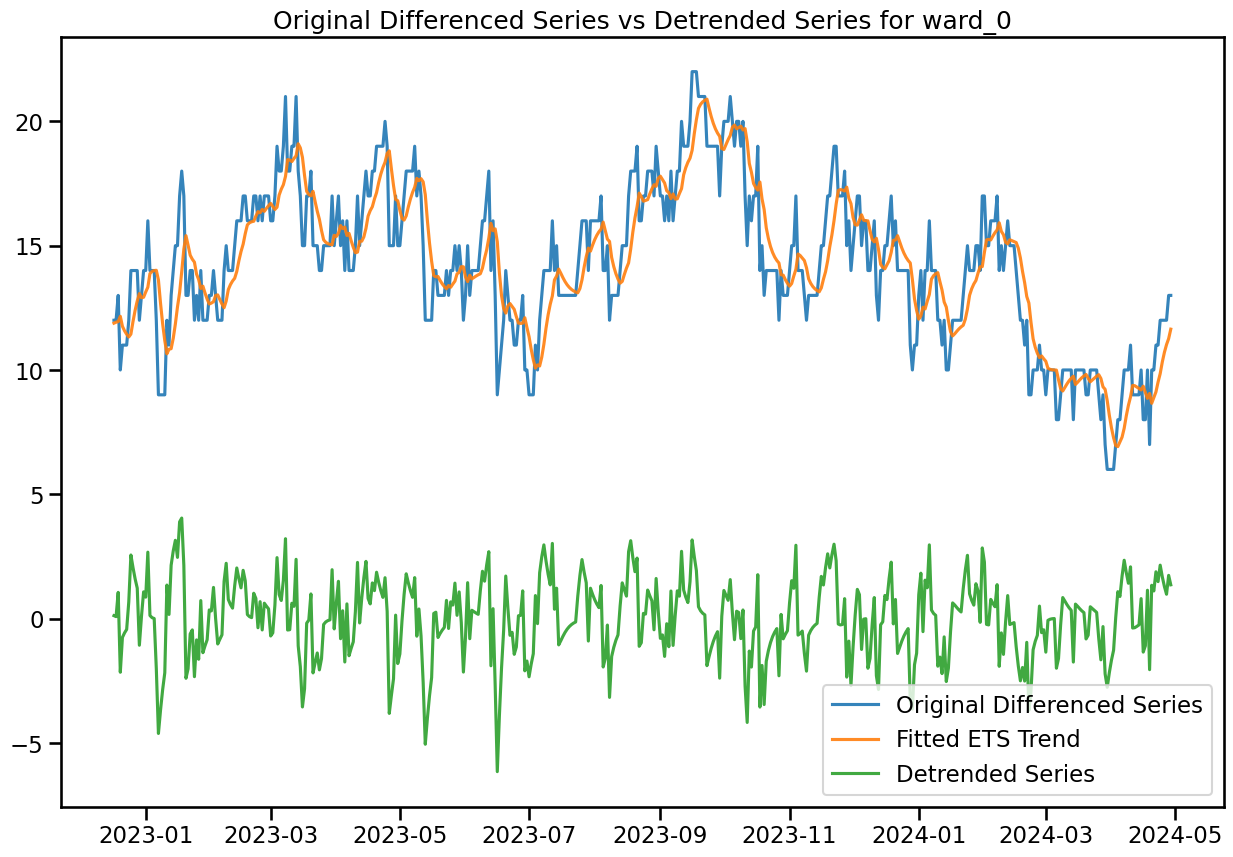 Original Differenced Series vs Detrended Series for ward_0
20
15
10
5
0
−5
Original Differenced Series
Fitted ETS Trend
Detrended Series
2023-01 2023-03 2023-05 2023-07 2023-09 2023-11 2024-01 2024-03 2024-05